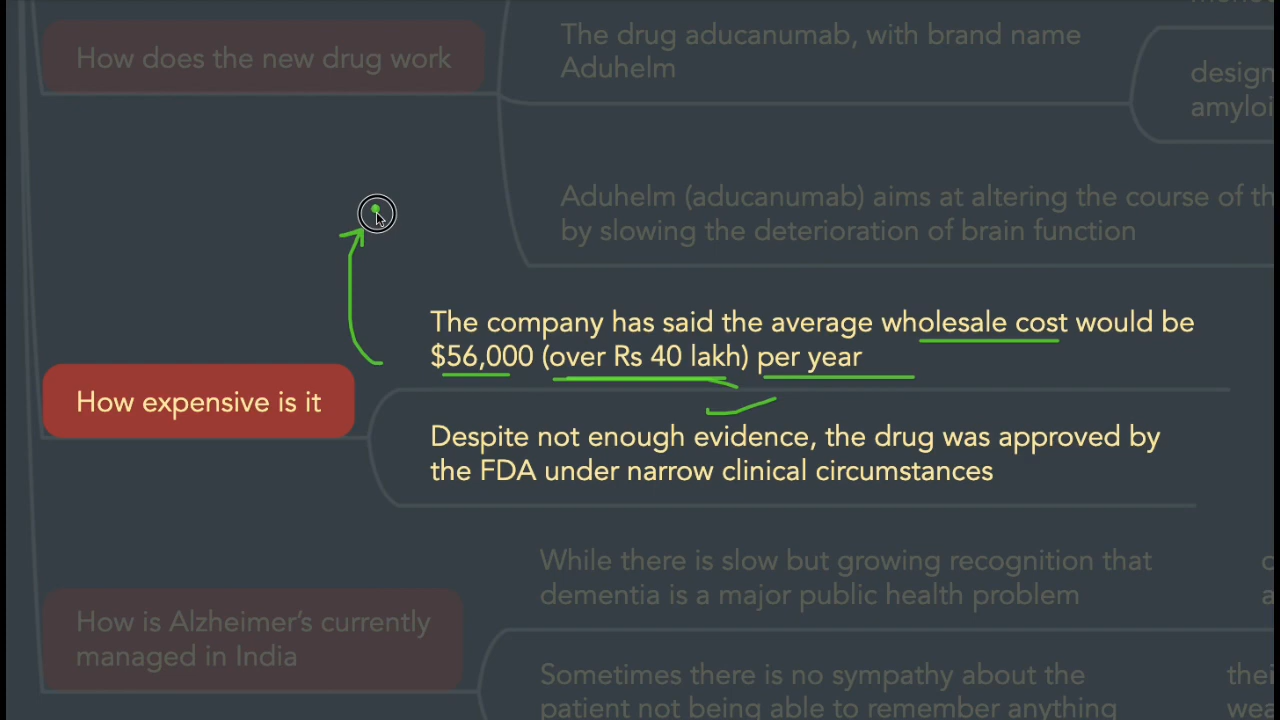 How does the new drug work
The drug aducanumab, with brand name
Aduhelm
design
amyloi
Aduhelm (aducanumab) aims at altering the course of th
by slowing the deterioration of brain function
How expensive is it
The company has said the average wholesale cost would be
$56,000 (over Rs 40 lakh) per year
Despite not enough evidence, the drug was approved by
the FDA under narrow clinical circumstances
How is Alzheimer's currently
managed in India
While there is slow but growing recognition that
dementia is a major public health problem
Sometimes there is no sympathy about the
patient not being able to remember anything
thei
wea